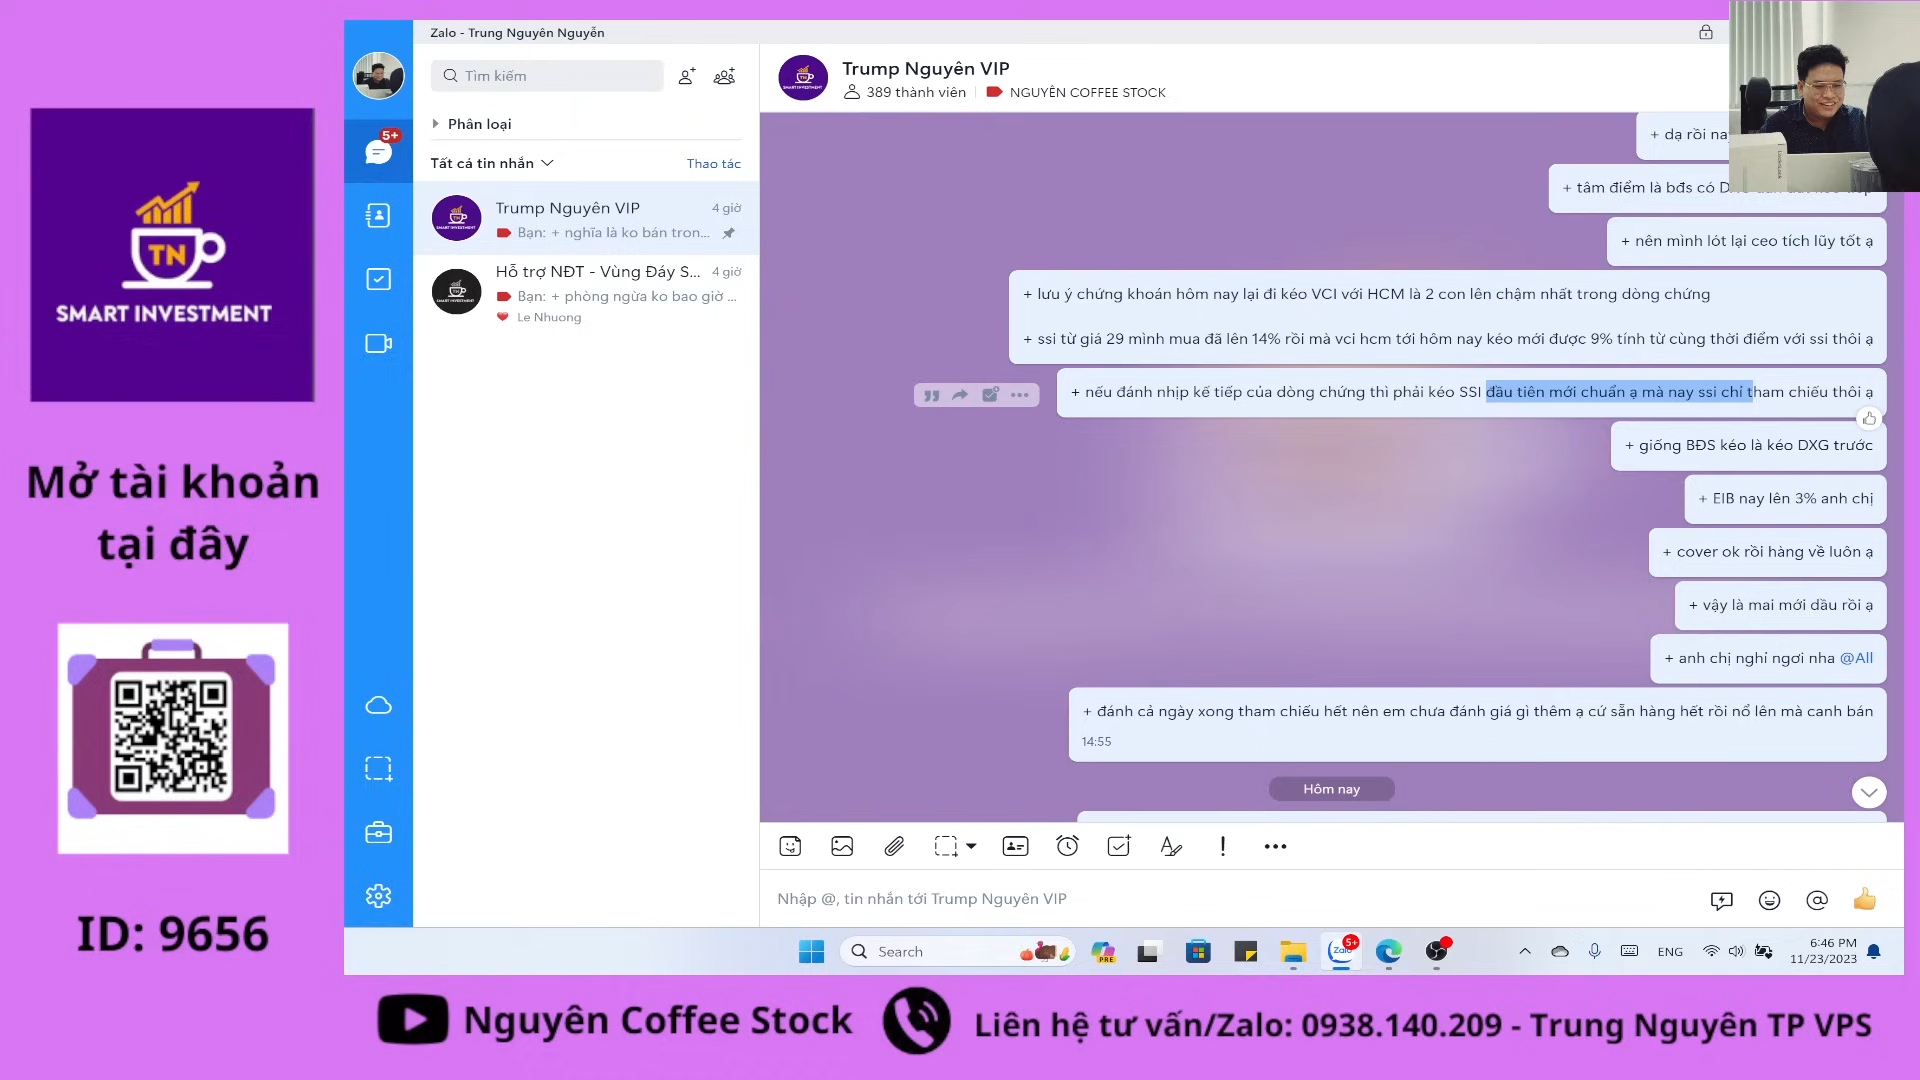 Zalo - Trung Nguyên Nguyễn
Tìm kiếm
Phân loại
Tất cả tin nhắn
Thao tác
5+
Trump Nguyên VIP
4 giờ
Bạn: + nghĩa là ko bán tron...
Hỗ trợ NĐT - Vùng Đáy S...
4 giờ
Bạn: + phòng ngừa ko bao giờ ...
Le Nhuong
Trump Nguyên VIP
389 thành viên
NGUYÊN COFFEE STOCK
+ dạ rồi
+ tâm điểm là bđs có
+ nên mình lót lại ceo tích lũy tốt ạ
+ lưu ý chứng khoán hôm nay lại đi kéo VCI với HCM là 2 con lên chậm nhất trong dòng chứng
+ ssi từ giá 29 mình mua đã lên 14% rồi mà vci hcm tới hôm nay kéo mới được 9% tính từ cùng thời điểm với ssi thôi ạ
+ nếu đánh nhịp kế tiếp của dòng chứng thì phải kéo SSI đầu tiên mới chuẩn ạ mà nay ssi chỉ tham chiếu thôi ạ
+ giống BĐS kéo là kéo DXG trước
+ EIB nay lên 3% anh chị
+ cover ok rồi hàng về luôn ạ
+ vậy là mai mới dầu rồi ạ
+ anh chị nghỉ ngơi nha @All
+ đánh cả ngày xong tham chiếu hết nên em chưa đánh giá gì thêm ạ cứ sẵn hàng hết rồi nổ lên mà canh bán
14:55
Hôm nay
Nhập @, tin nhắn tới Trump Nguyên VIP
Search
PRE
Zalo
5+
ENG
6:46 PM
11/23/2023
TN
SMART INVESTMENT
Mở tài khoản
tại đây
ID: 9656
Nguyên Coffee Stock
Liên hệ tư vấn/Zalo: 0938.140.209 - Trung Nguyên TP VPS